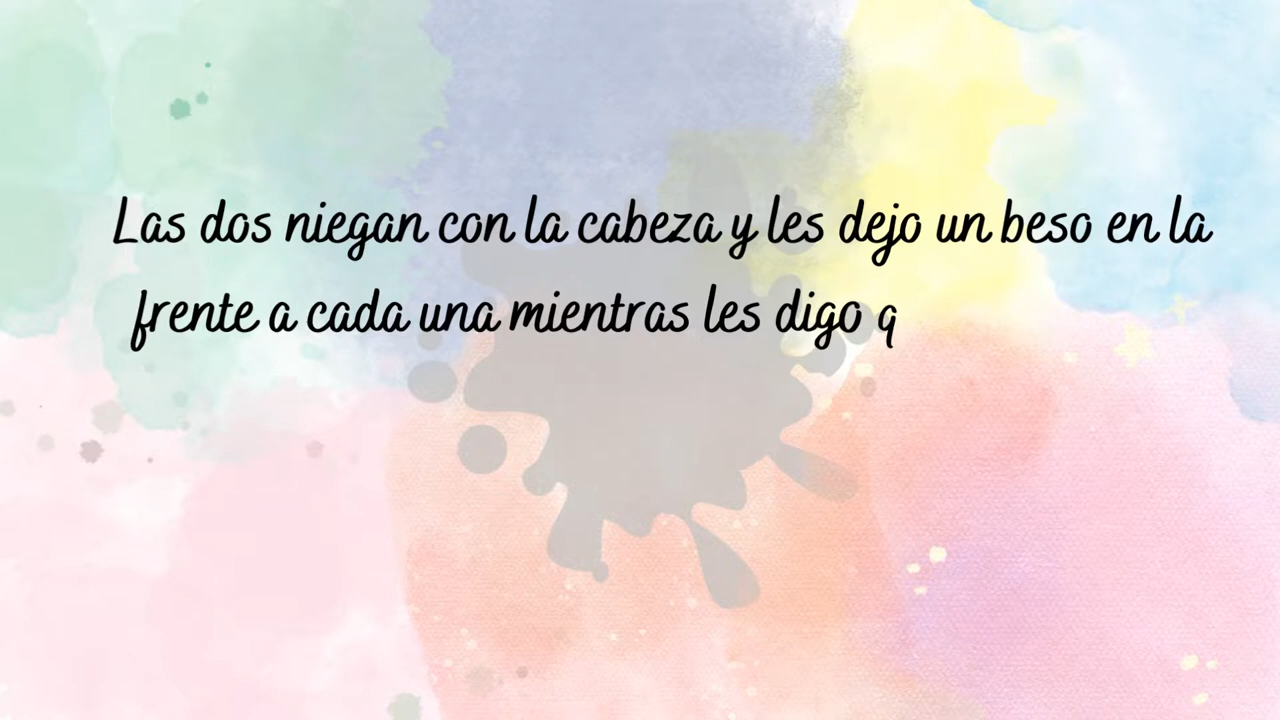 Las dos niegan con la cabeza y les dejo un beso en la
frente a cada una mientras les digo q